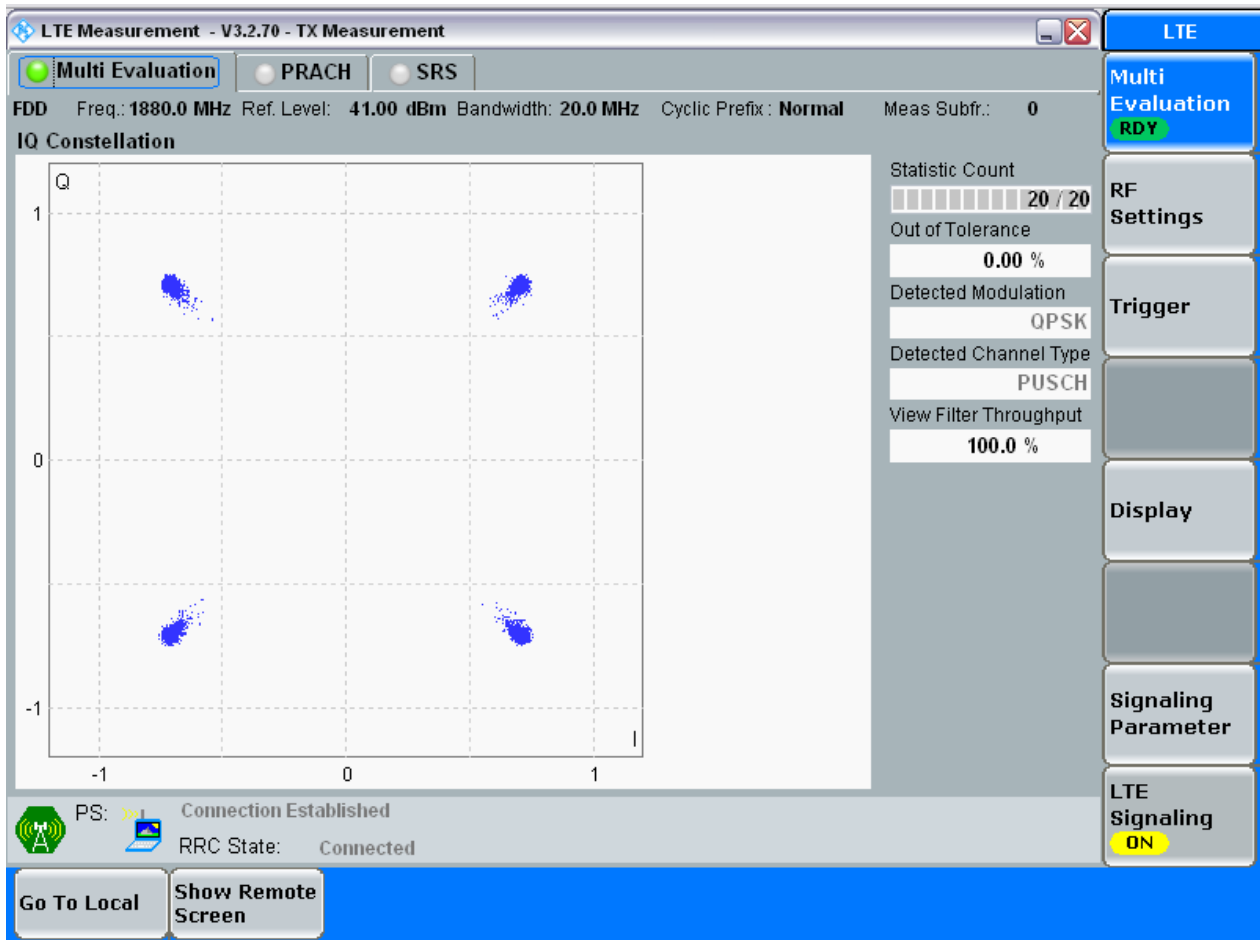 LTE Measurement - V3.2.70 - TX Measurement
LTE
Multi Evaluation PRACH SRS
FDD Freq.: 1880.0 MHz Ref. Level: 41.00 dBm Bandwidth: 20.0 MHz Cyclic Prefix : Normal Meas Subfr.: 0
IQ Constellation
Q
1
0
-1
I
-1 0 1
Statistic Count
20 / 20
Out of Tolerance
0.00 %
Detected Modulation
QPSK
Detected Channel Type
PUSCH
View Filter Throughput
100.0 %
Multi
Evaluation
RDY
RF
Settings
Trigger
Display
Signaling
Parameter
LTE
Signaling
ON
PS: Connection Established
RRC State: Connected
Go To Local
Show Remote
Screen